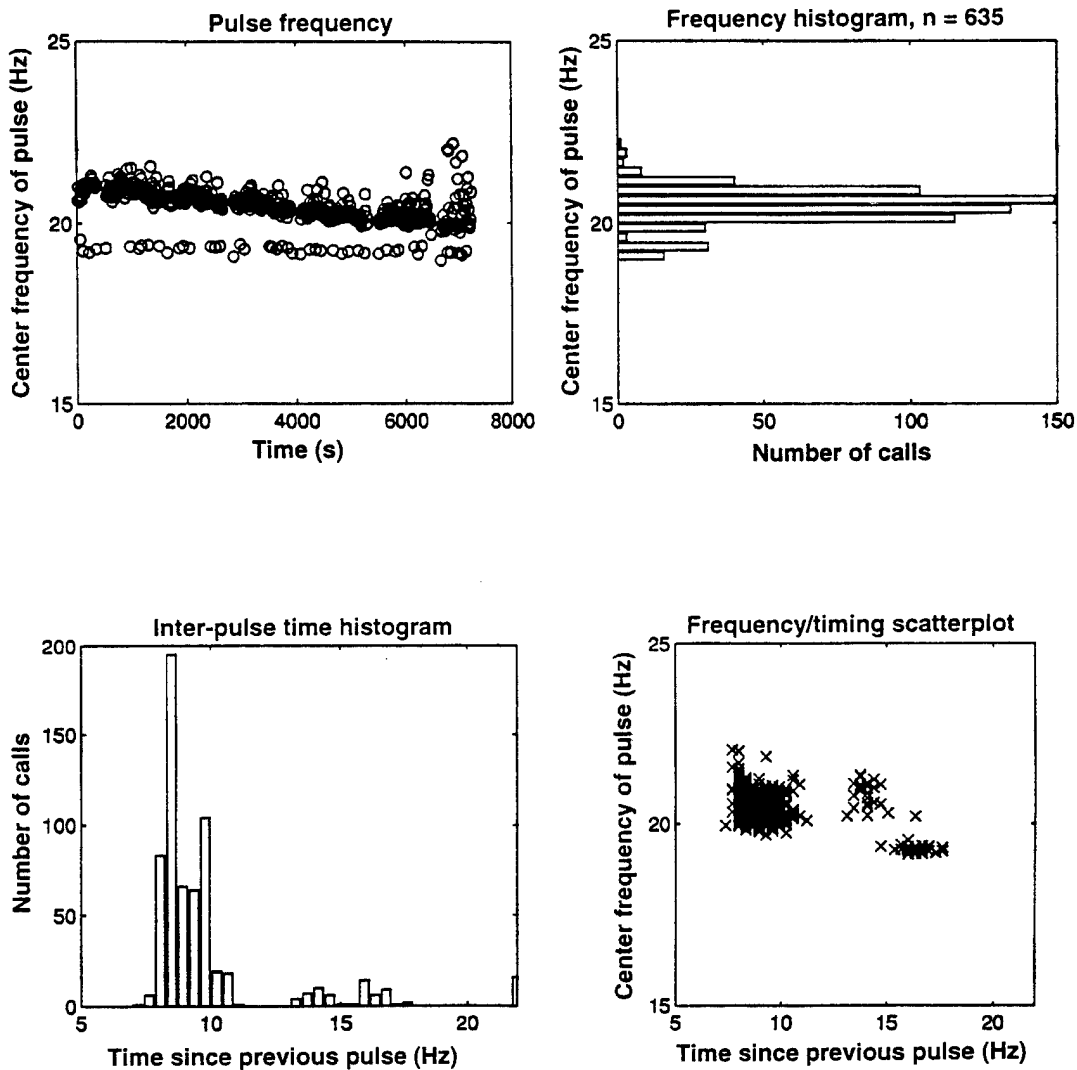 Pulse frequency
Center frequency of pulse (Hz)
25
20
15
0
2000
4000
6000
8000
Time (s)
Frequency histogram, n = 635
Center frequency of pulse (Hz)
25
20
15
0
50
100
150
Number of calls
Inter-pulse time histogram
Number of calls
200
150
100
50
0
5
10
15
20
Time since previous pulse (Hz)
Frequency/timing scatterplot
Center frequency of pulse (Hz)
25
20
15
5
10
15
20
Time since previous pulse (Hz)